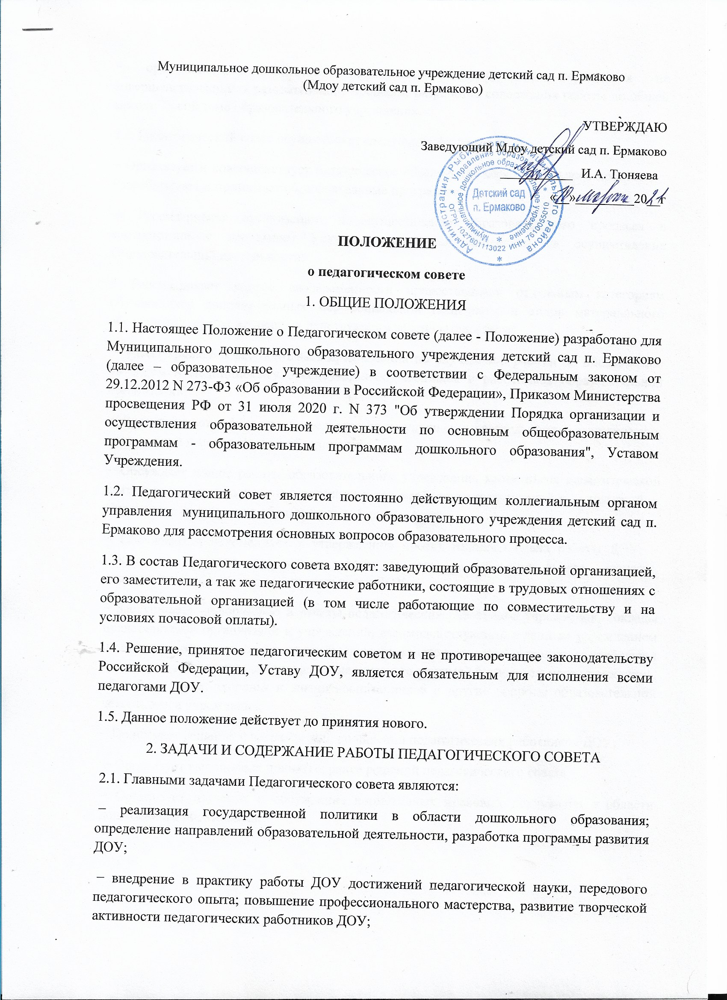 Муниципальное дошкольное образовательное учреждение детский сад п. Ермаково
(Мдоу детский сад п. Ермаково)
УТВЕРЖДАЮ
Заведующий Мдоу детский сад п. Ермаково
И.А. Тюняева
«10» марта 2021 г
Администрация Рыбинского муниципального района
Управление образования
ОГРН 1027601113022 ИНН 7610055010
Муниципальное дошкольное образовательное учреждение
Детский сад
п. Ермаково
ПОЛОЖЕНИЕ
о педагогическом совете
1. ОБЩИЕ ПОЛОЖЕНИЯ
1.1. Настоящее Положение о Педагогическом совете (далее - Положение) разработано для
Муниципального дошкольного образовательного учреждения детский сад п. Ермаково
(далее – образовательное учреждение) в соответствии с Федеральным законом от
29.12.2012 N 273-ФЗ «Об образовании в Российской Федерации», Приказом Министерства
просвещения РФ от 31 июля 2020 г. N 373 "Об утверждении Порядка организации и
осуществления образовательной деятельности по основным общеобразовательным
программам - образовательным программам дошкольного образования", Уставом
Учреждения.
1.2. Педагогический совет является постоянно действующим коллегиальным органом
управления муниципального дошкольного образовательного учреждения детский сад п.
Ермаково для рассмотрения основных вопросов образовательного процесса.
1.3. В состав Педагогического совета входят: заведующий образовательной организацией,
его заместители, а так же педагогические работники, состоящие в трудовых отношениях с
образовательной организацией (в том числе работающие по совместительству и на
условиях почасовой оплаты).
1.4. Решение, принятое педагогическим советом и не противоречащее законодательству
Российской Федерации, Уставу ДОУ, является обязательным для исполнения всеми
педагогами ДОУ.
1.5. Данное положение действует до принятия нового.
2. ЗАДАЧИ И СОДЕРЖАНИЕ РАБОТЫ ПЕДАГОГИЧЕСКОГО СОВЕТА
2.1. Главными задачами Педагогического совета являются:
− реализация государственной политики в области дошкольного образования;
определение направлений образовательной деятельности, разработка программы развития
ДОУ;
− внедрение в практику работы ДОУ достижений педагогической науки, передового
педагогического опыта; повышение профессионального мастерства, развитие творческой
активности педагогических работников ДОУ;